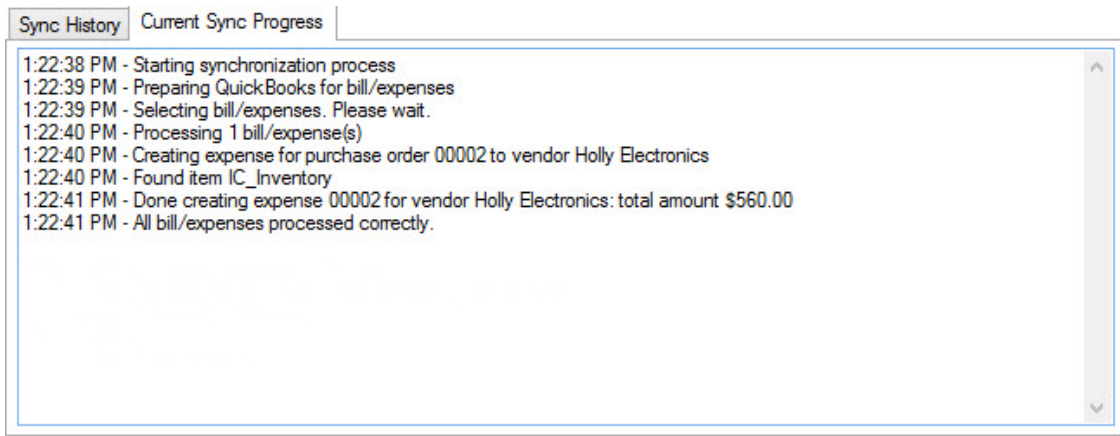 Sync History
Current Sync Progress
1:22:38 PM - Starting synchronization process
1:22:39 PM - Preparing QuickBooks for bill/expenses
1:22:39 PM - Selecting bill/expenses. Please wait.
1:22:40 PM - Processing 1 bill/expense(s)
1:22:40 PM - Creating expense for purchase order 00002 to vendor Holly Electronics
1:22:40 PM - Found item IC_Inventory
1:22:41 PM - Done creating expense 00002 for vendor Holly Electronics: total amount $560.00
1:22:41 PM - All bill/expenses processed correctly.